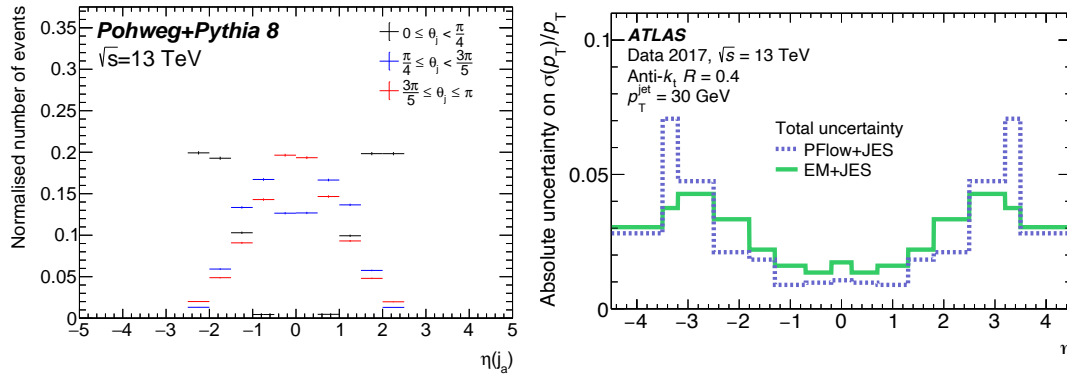 Pohweg+Pythia 8
√s=13 TeV
0 ≤ θj < π/4
π/4 ≤ θj < 3π/5
3π/5 ≤ θj ≤ π
Normalised number of events
0.35
0.3
0.25
0.2
0.15
0.1
0.05
0
−5 −4 −3 −2 −1 0 1 2 3 4 5
η(ja)
ATLAS
Data 2017, √s = 13 TeV
Anti-kt R = 0.4
pTjet = 30 GeV
Total uncertainty
PFlow+JES
EM+JES
Absolute uncertainty on σ(pT)/pT
0.1
0.05
0
−4 −3 −2 −1 0 1 2 3 4
η